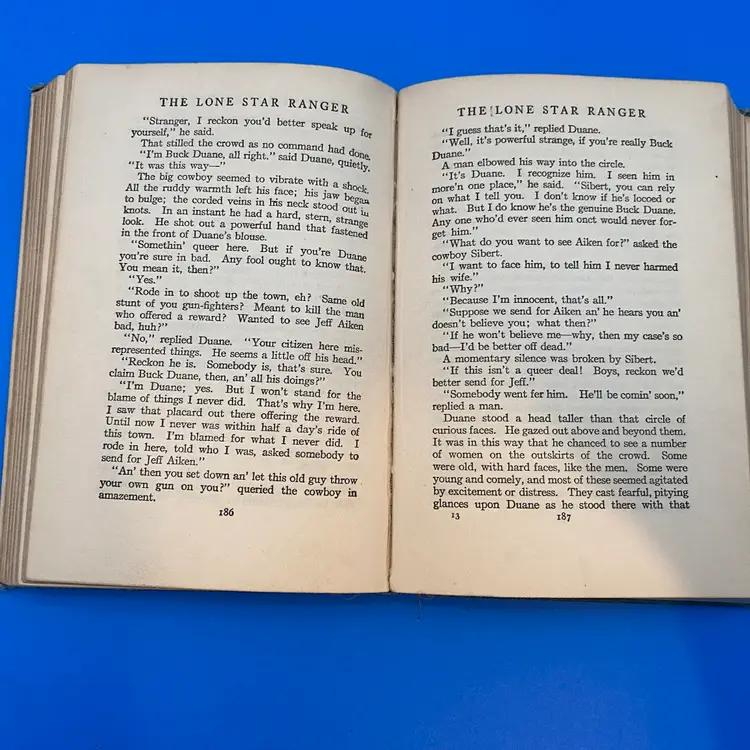 THE LONE STAR RANGER
"Stranger, I reckon you'd better speak up for
yourself," he said.
That stilled the crowd as no command had done.
"I'm Buck Duane, all right." said Duane, quietly.
"It was this way—"
The big cowboy seemed to vibrate with a shock.
All the ruddy warmth left his face; his jaw began
to bulge; the corded veins in his neck stood out in
knots. In an instant he had a hard, stern, strange
look. He shot out a powerful hand that fastened
in the front of Duane's blouse.
"Somethin' queer here. But if you're Duane
you're sure in bad. Any fool ought to know that.
You mean it, then?"
"Yes."
"Rode in to shoot up the town, eh? Same old
stunt of you gun-fighters? Meant to kill the man
who offered a reward? Wanted to see Jeff Aiken
bad, huh?"
"No," replied Duane. "Your citizen here mis-
represented things. He seems a little off his head."
"Reckon he is. Somebody is, that's sure. You
claim Buck Duane, then, an' all his doings?"
"I'm Duane; yes. But I won't stand for the
blame of things I never did. That's why I'm here.
I saw that placard out there offering the reward.
Until now I never was within half a day's ride of
this town. I'm blamed for what I never did. I
rode in here, told who I was, asked somebody to
send for Jeff Aiken."
"An' then you set down an' let this old guy throw
your own gun on you?" queried the cowboy in
amazement.
186
THE LONE STAR RANGER
"I guess that's it," replied Duane.
"Well, it's powerful strange, if you're really Buck
Duane."
A man elbowed his way into the circle.
"It's Duane. I recognize him. I seen him in
more'n one place," he said. "Sibert, you can rely
on what I tell you. I don't know if he's locoed or
what. But I do know he's the genuine Buck Duane.
Any one who'd ever seen him onct would never for-
get him."
"What do you want to see Aiken for?" asked the
cowboy Sibert.
"I want to face him, to tell him I never harmed
his wife."
"Why?"
"Because I'm innocent, that's all."
"Suppose we send for Aiken an' he hears you an'
doesn't believe you; what then?"
"If he won't believe me—why, then my case's so
bad—I'd be better off dead."
A momentary silence was broken by Sibert.
"If this isn't a queer deal! Boys, reckon we'd
better send for Jeff."
"Somebody went fer him. He'll be comin' soon,"
replied a man.
Duane stood a head taller than that circle of
curious faces. He gazed out above and beyond them.
It was in this way that he chanced to see a number
of women on the outskirts of the crowd. Some
were old, with hard faces, like the men. Some were
young and comely, and most of these seemed agitated
by excitement or distress. They cast fearful, pitying
glances upon Duane as he stood there with that
13 187